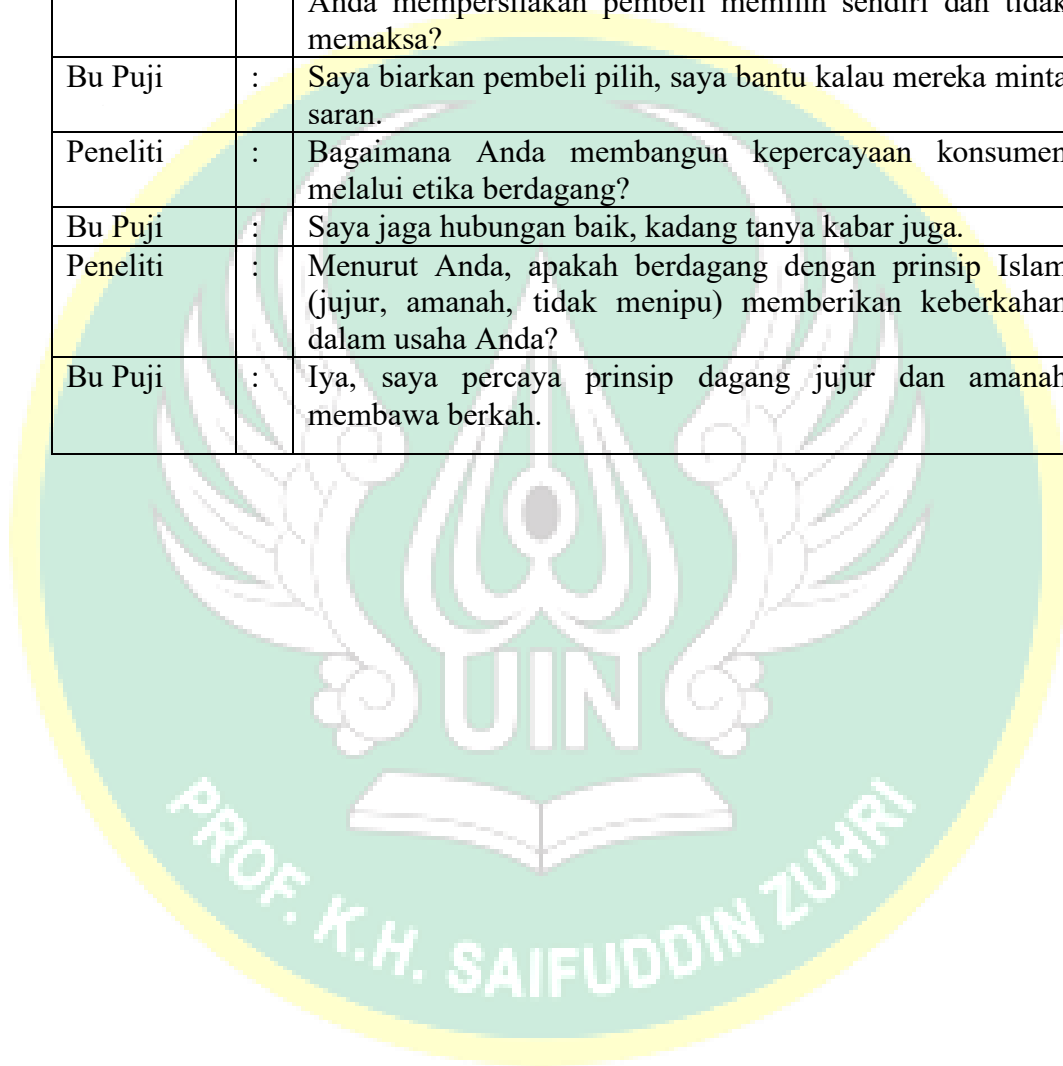 Anda mempersilakan pembeli memilih sendiri dan tidak
memaksa?
Bu Puji : Saya biarkan pembeli pilih, saya bantu kalau mereka minta
saran.
Peneliti : Bagaimana Anda membangun kepercayaan konsumen
melalui etika berdagang?
Bu Puji : Saya jaga hubungan baik, kadang tanya kabar juga.
Peneliti : Menurut Anda, apakah berdagang dengan prinsip Islam
(jujur, amanah, tidak menipu) memberikan keberkahan
dalam usaha Anda?
Bu Puji : Iya, saya percaya prinsip dagang jujur dan amanah
membawa berkah.
UIN
PROF. K.H. SAIFUDDIN ZUHRI